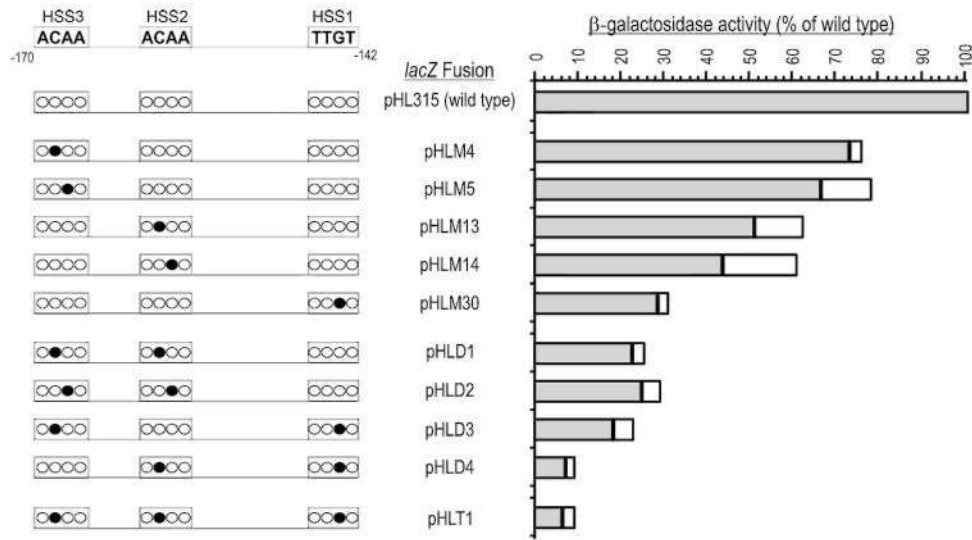 HSS3 HSS2 HSS1
ACAA ACAA TTGT
-170 -142
β-galactosidase activity (% of wild type)
0 10 20 30 40 50 60 70 80 90 100
lacZ Fusion
pHL315 (wild type)
pHLM4
pHLM5
pHLM13
pHLM14
pHLM30
pHLD1
pHLD2
pHLD3
pHLD4
pHLT1